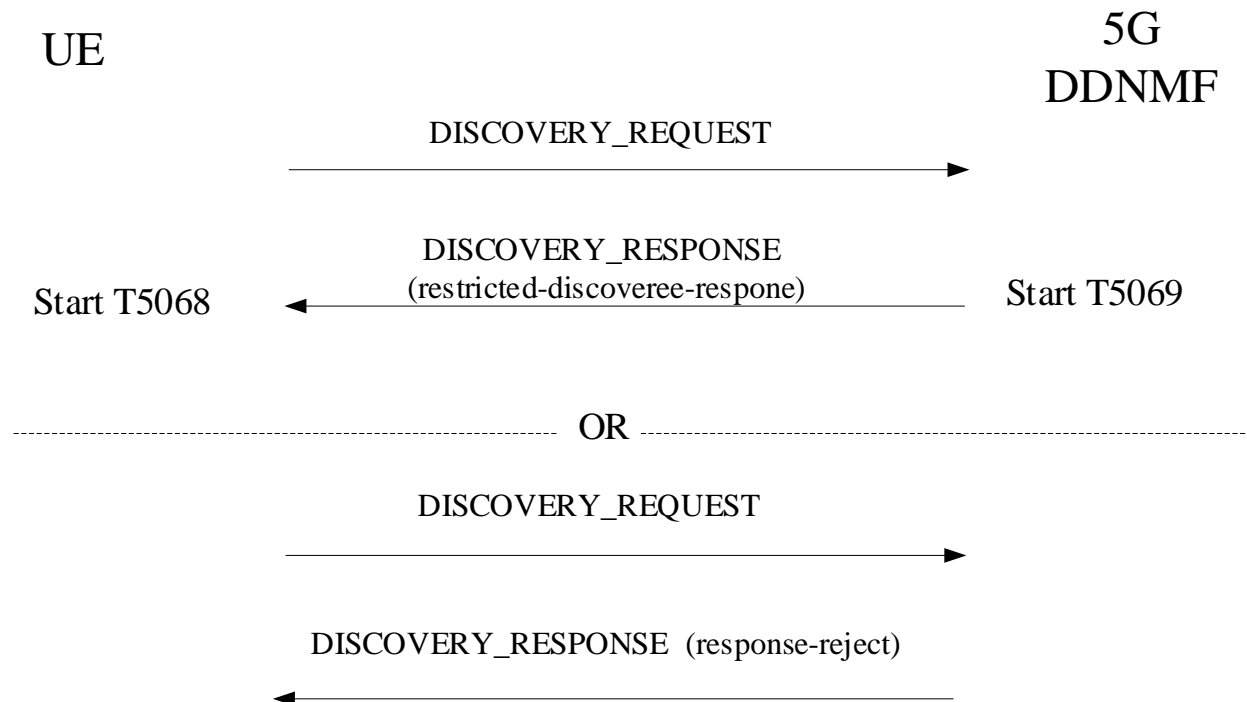 UE
5G
DDNMF
DISCOVERY_REQUEST
DISCOVERY_RESPONSE
(restricted-discoveree-respone)
Start T5068
Start T5069
OR
DISCOVERY_REQUEST
DISCOVERY_RESPONSE (response-reject)